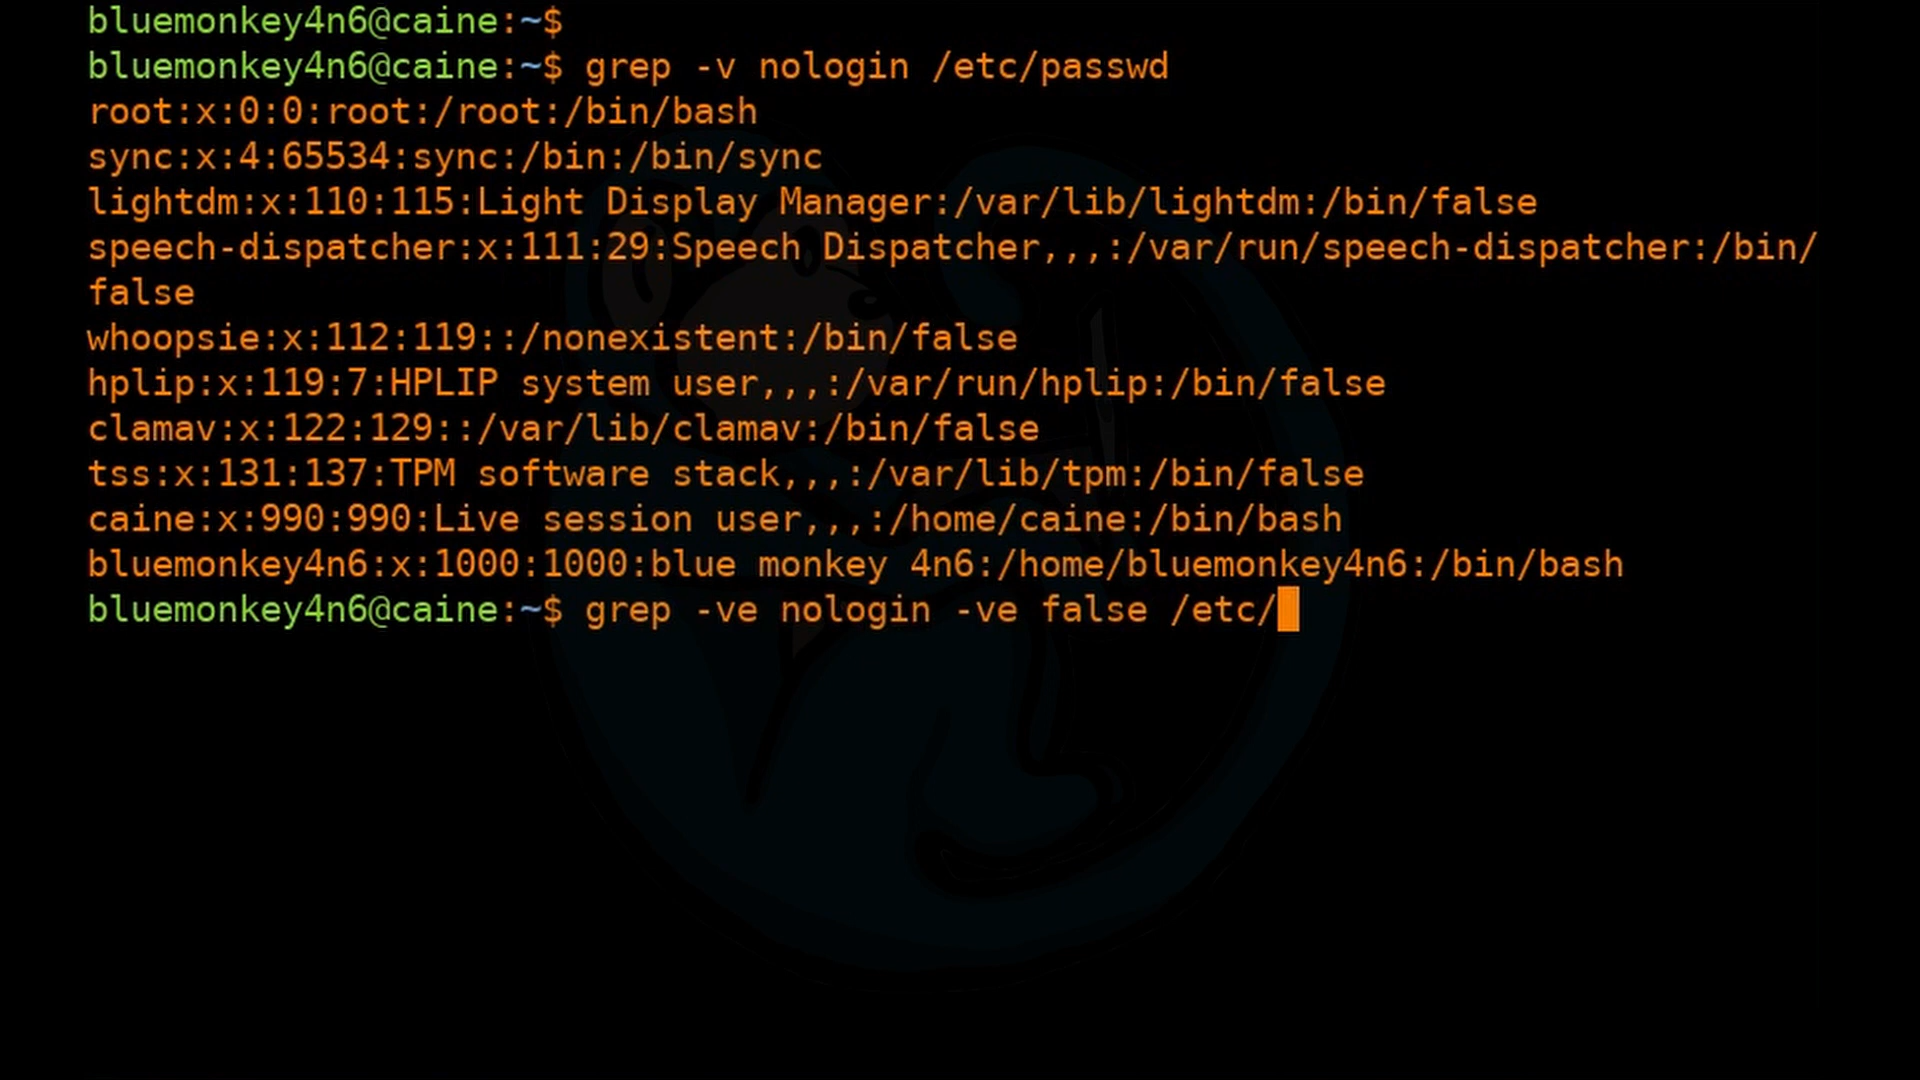 bluemonkey4n6@caine:~$
bluemonkey4n6@caine:~$ grep -v nologin /etc/passwd
root:x:0:0:root:/root:/bin/bash
sync:x:4:65534:sync:/bin:/bin/sync
lightdm:x:110:115:Light Display Manager:/var/lib/lightdm:/bin/false
speech-dispatcher:x:111:29:Speech Dispatcher,,,:/var/run/speech-dispatcher:/bin/
false
whoopsie:x:112:119::/nonexistent:/bin/false
hplip:x:119:7:HPLIP system user,,,:/var/run/hplip:/bin/false
clamav:x:122:129::/var/lib/clamav:/bin/false
tss:x:131:137:TPM software stack,,,:/var/lib/tpm:/bin/false
caine:x:990:990:Live session user,,,:/home/caine:/bin/bash
bluemonkey4n6:x:1000:1000:blue monkey 4n6:/home/bluemonkey4n6:/bin/bash
bluemonkey4n6@caine:~$ grep -ve nologin -ve false /etc/